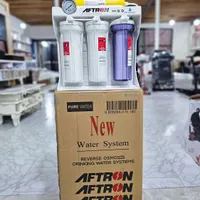 AFTRON
PURE WATER
New
Water System
REVERSE OSMOSIS
DRINKING WATER SYSTEMS
AFTRON
AFTRON
AFTRON